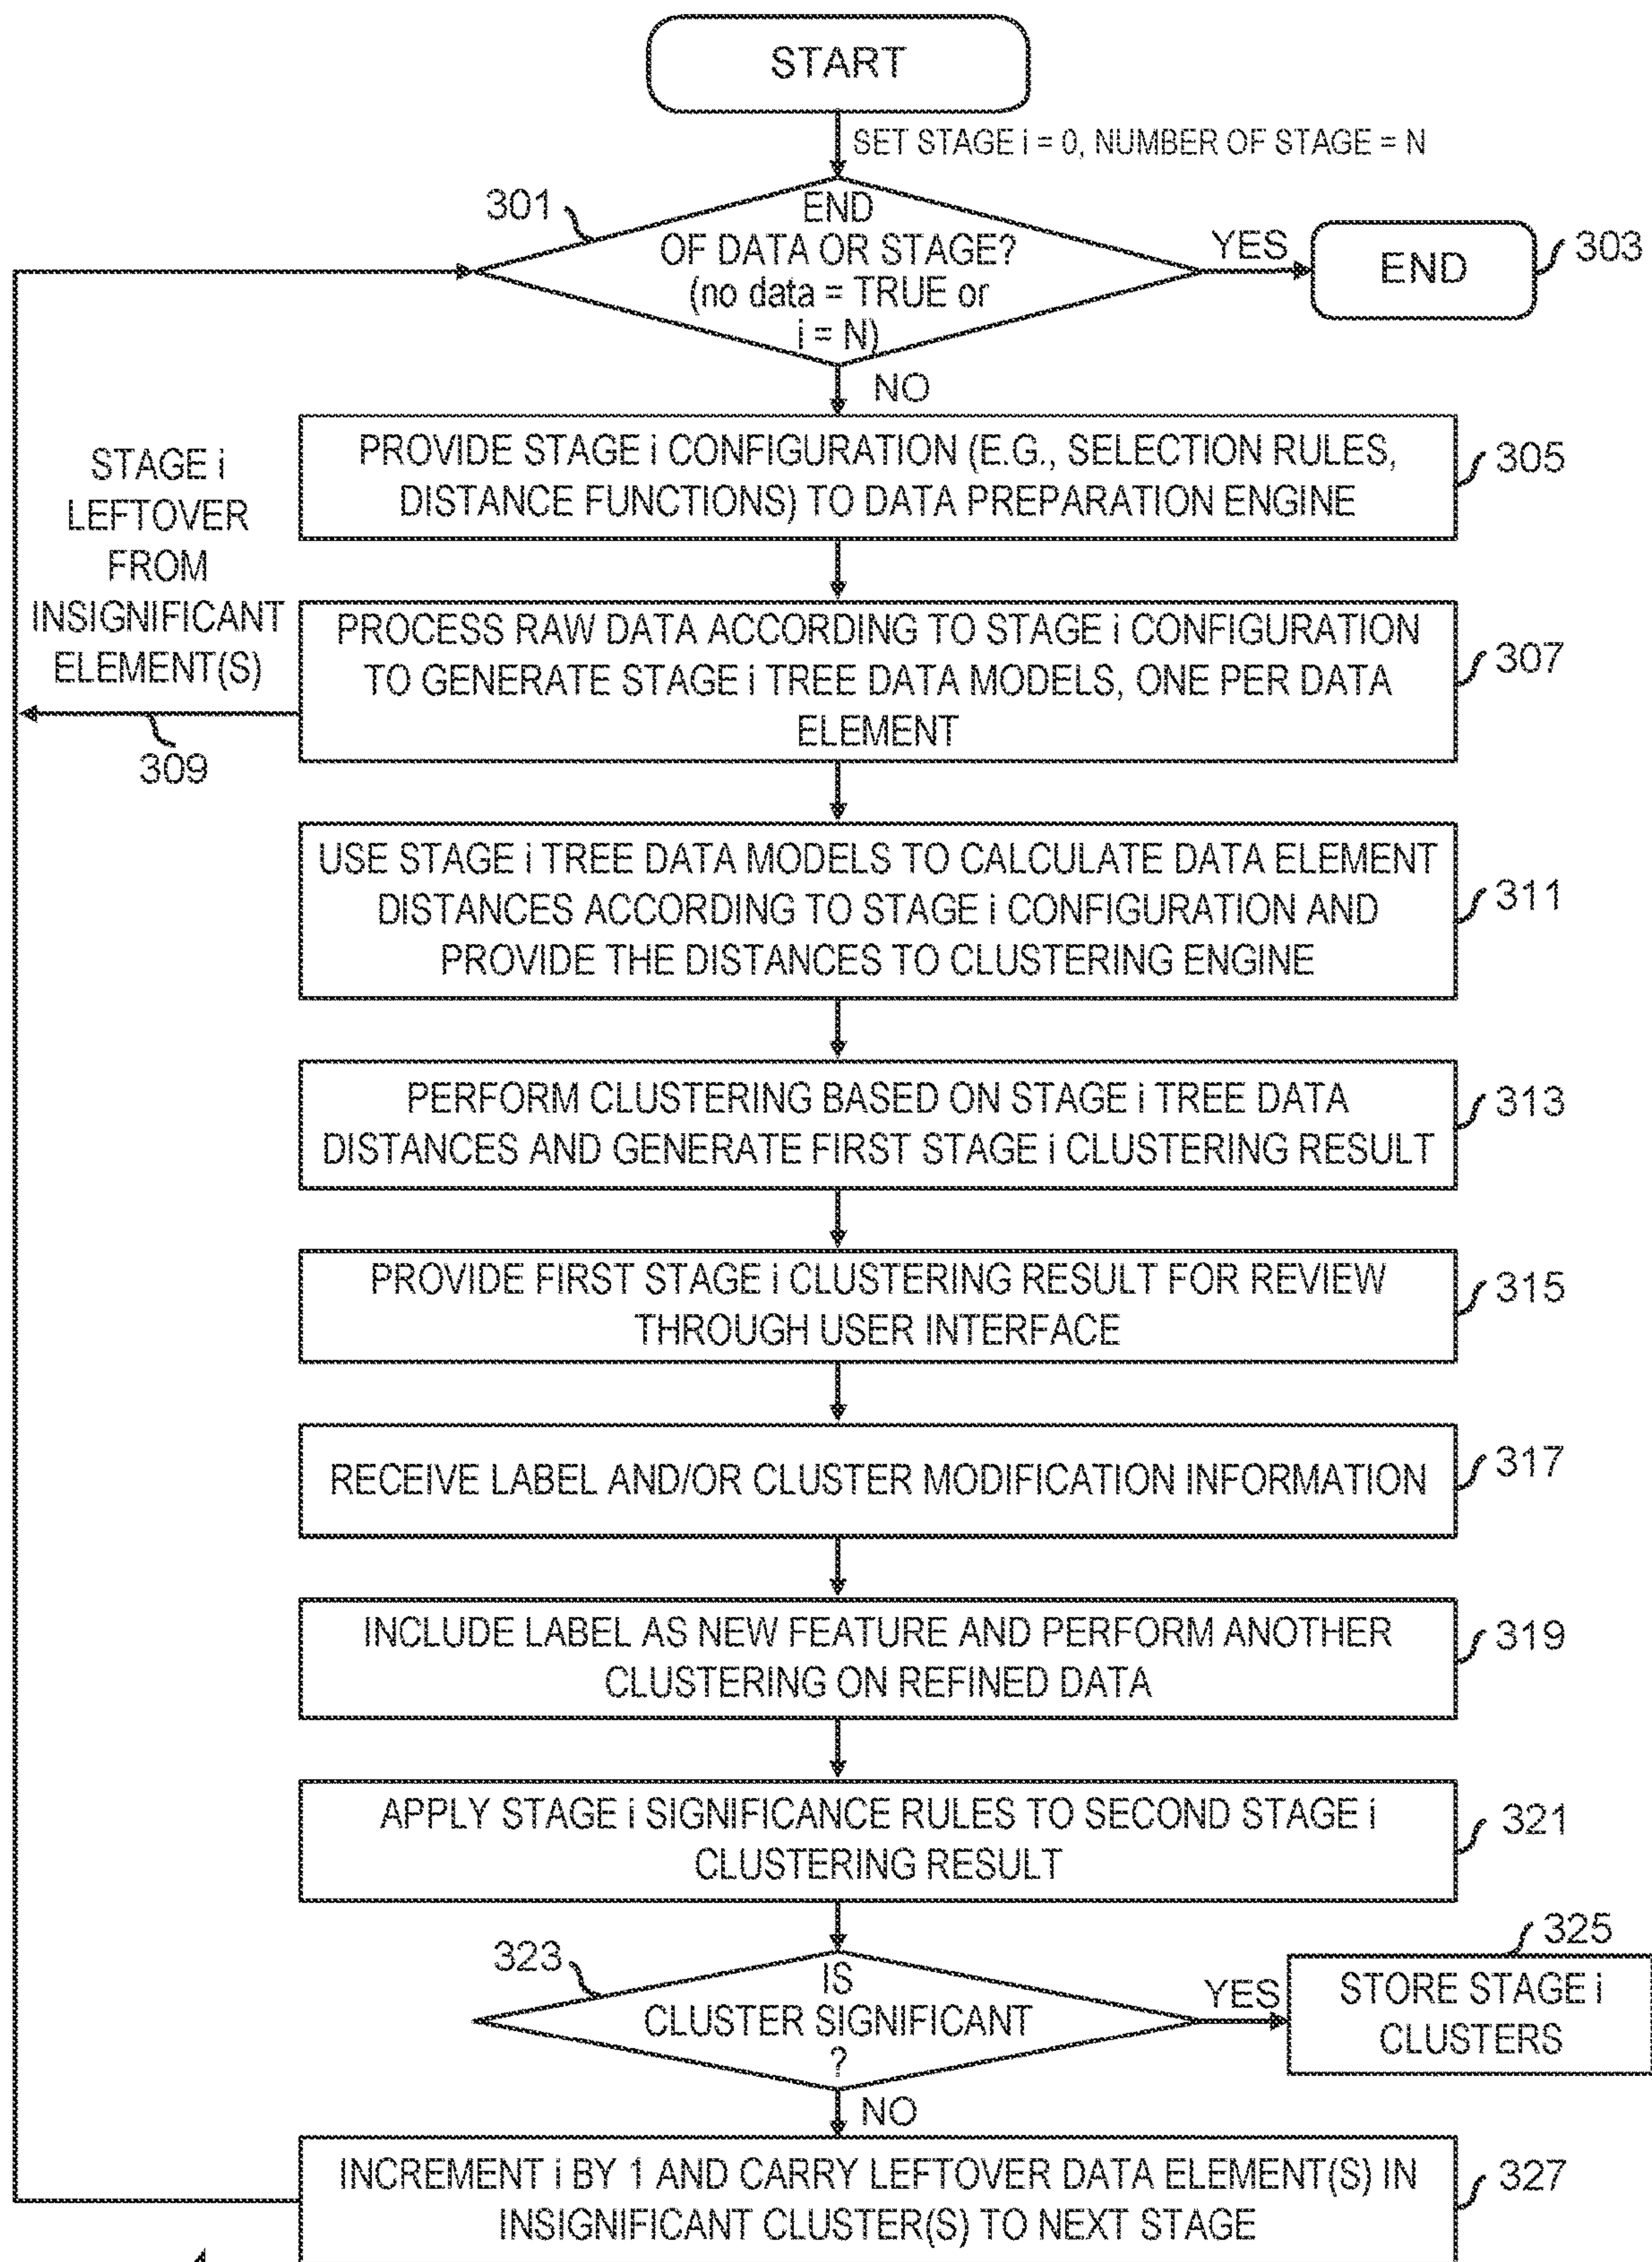 START
SET STAGE i = 0, NUMBER OF STAGE = N
301
END
OF DATA OR STAGE?
(no data = TRUE or
i = N)
YES
END
303
NO
PROVIDE STAGE i CONFIGURATION (E.G., SELECTION RULES,
DISTANCE FUNCTIONS) TO DATA PREPARATION ENGINE
305
STAGE i
LEFTOVER
FROM
INSIGNIFICANT
ELEMENT(S)
309
PROCESS RAW DATA ACCORDING TO STAGE i CONFIGURATION
TO GENERATE STAGE i TREE DATA MODELS, ONE PER DATA
ELEMENT
307
USE STAGE i TREE DATA MODELS TO CALCULATE DATA ELEMENT
DISTANCES ACCORDING TO STAGE i CONFIGURATION AND
PROVIDE THE DISTANCES TO CLUSTERING ENGINE
311
PERFORM CLUSTERING BASED ON STAGE i TREE DATA
DISTANCES AND GENERATE FIRST STAGE i CLUSTERING RESULT
313
PROVIDE FIRST STAGE i CLUSTERING RESULT FOR REVIEW
THROUGH USER INTERFACE
315
RECEIVE LABEL AND/OR CLUSTER MODIFICATION INFORMATION
317
INCLUDE LABEL AS NEW FEATURE AND PERFORM ANOTHER
CLUSTERING ON REFINED DATA
319
APPLY STAGE i SIGNIFICANCE RULES TO SECOND STAGE i
CLUSTERING RESULT
321
323
IS
CLUSTER SIGNIFICANT
?
YES
325
STORE STAGE i
CLUSTERS
NO
INCREMENT i BY 1 AND CARRY LEFTOVER DATA ELEMENT(S) IN
INSIGNIFICANT CLUSTER(S) TO NEXT STAGE
327